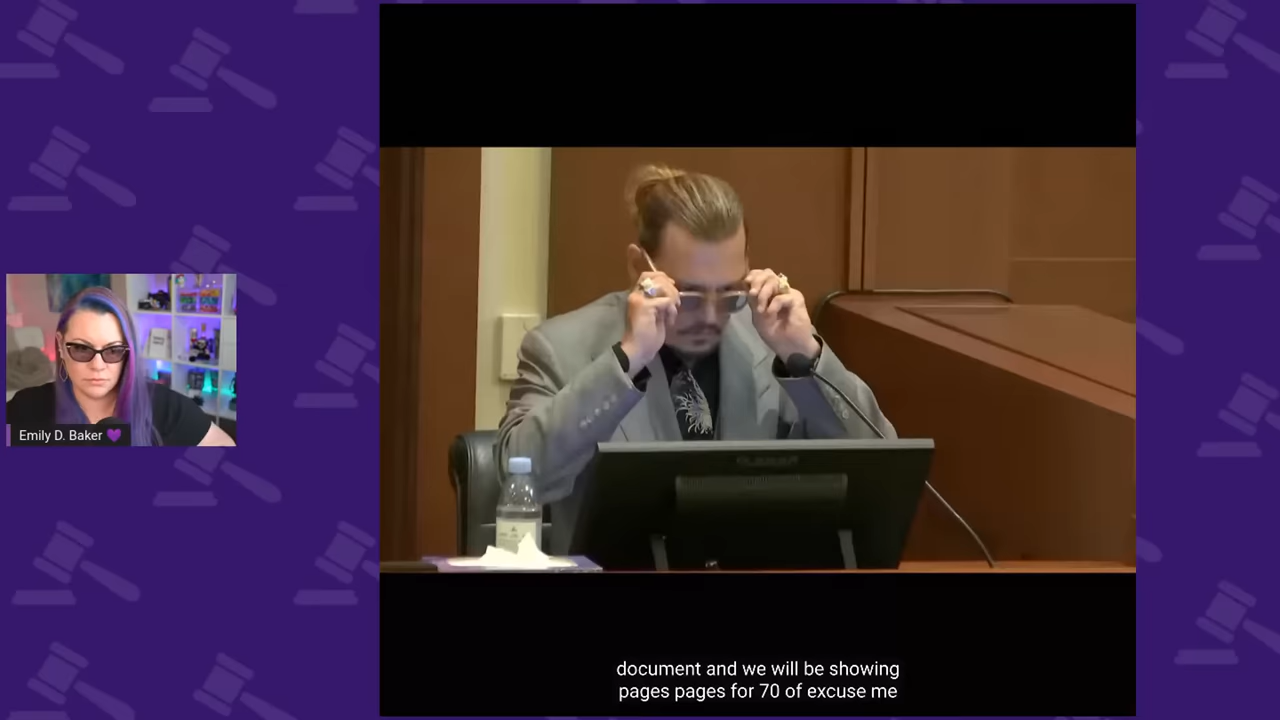 Emily D. Baker 💜
document and we will be showing
pages pages for 70 of excuse me